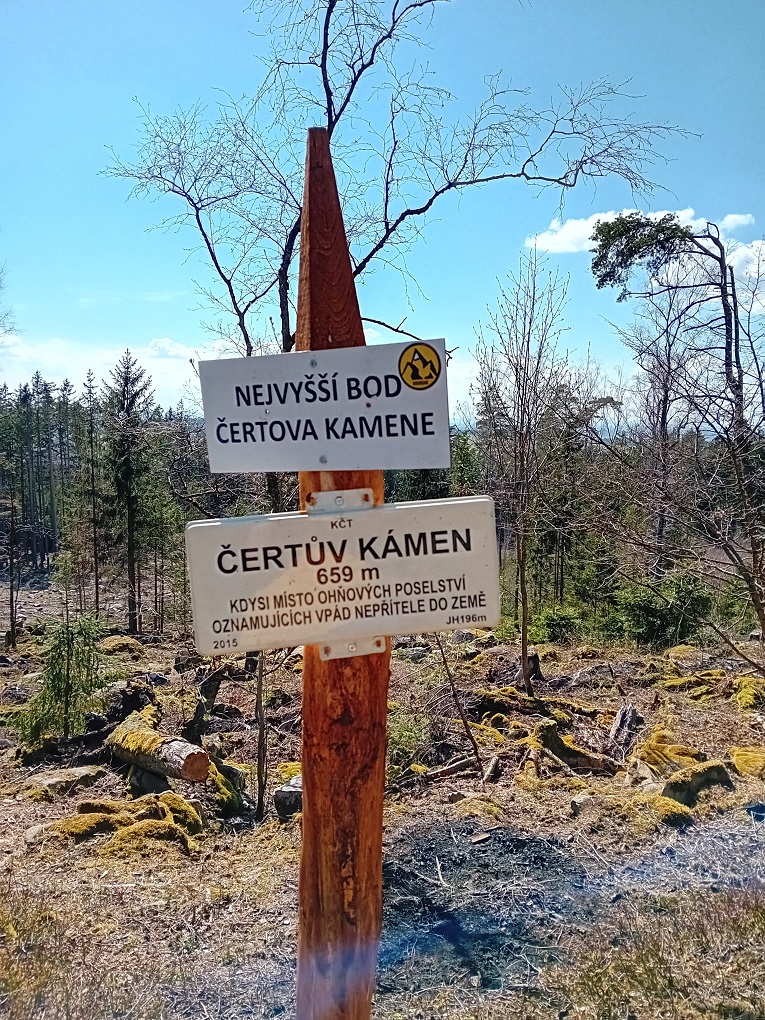 NEJVYŠŠÍ BOD
ČERTOVA KAMENE
KČT
ČERTŮV KÁMEN
659 m
KDYSI MÍSTO OHŇOVÝCH POSELSTVÍ
OZNAMUJÍCÍCH VPÁD NEPŘÍTELE DO ZEMĚ
2015 JH196m